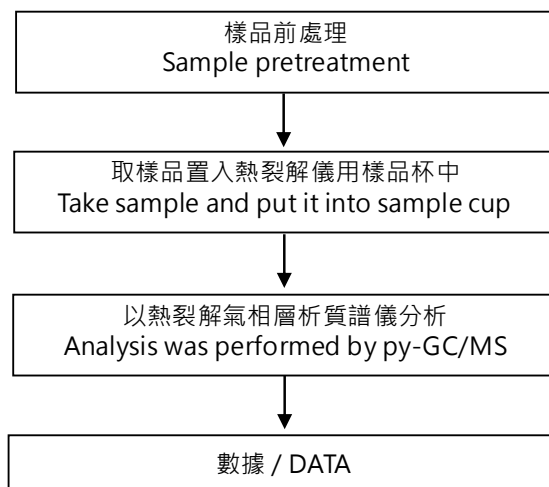 樣品前處理
Sample pretreatment
取樣品置入熱裂解儀用樣品杯中
Take sample and put it into sample cup
以熱裂解氣相層析質譜儀分析
Analysis was performed by py-GC/MS
數據 / DATA